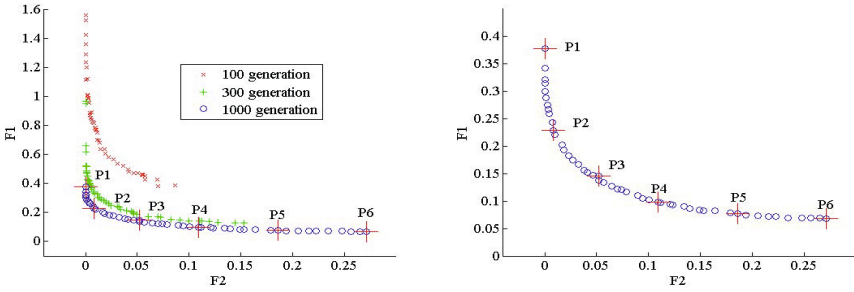 1.6
1.4
1.2
1
0.8
0.6
0.4
0.2
0
F1
× 100 generation
+ 300 generation
○ 1000 generation
P1
P2
P3
P4
P5
P6
0 0.05 0.1 0.15 0.2 0.25
F2
0.4
0.35
0.3
0.25
0.2
0.15
0.1
0.05
0
F1
P1
P2
P3
P4
P5
P6
0 0.05 0.1 0.15 0.2 0.25
F2